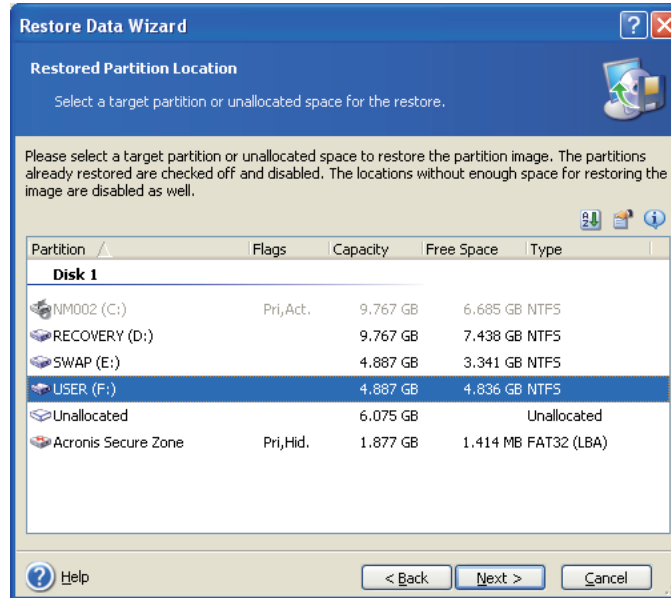 Restore Data Wizard
Restored Partition Location
Select a target partition or unallocated space for the restore.
Please select a target partition or unallocated space to restore the partition image. The partitions
already restored are checked off and disabled. The locations without enough space for restoring the
image are disabled as well.
Partition Flags Capacity Free Space Type
Disk 1
NM002 (C:) Pri,Act. 9.767 GB 6.685 GB NTFS
RECOVERY (D:) 9.767 GB 7.438 GB NTFS
SWAP (E:) 4.887 GB 3.341 GB NTFS
USER (F:) 4.887 GB 4.836 GB NTFS
Unallocated 6.075 GB Unallocated
Acronis Secure Zone Pri,Hid. 1.877 GB 1.414 MB FAT32 (LBA)
Help < Back Next > Cancel